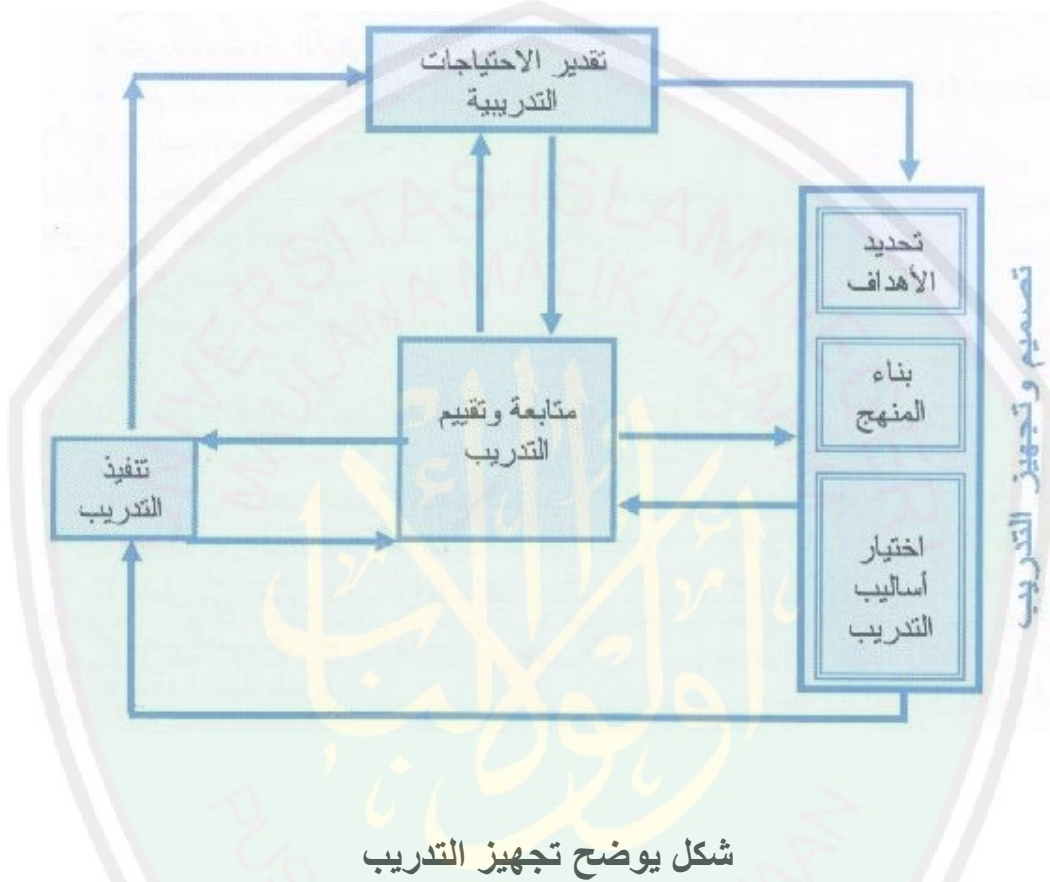 تقدير الاحتياجات
التدريبية
تحديد
الأهداف
بناء
المنهج
اختيار
أساليب
التدريب
تصميم وتجهيز التدريب
متابعة وتقييم
التدريب
تنفيذ
التدريب
شكل يوضح تجهيز التدريب